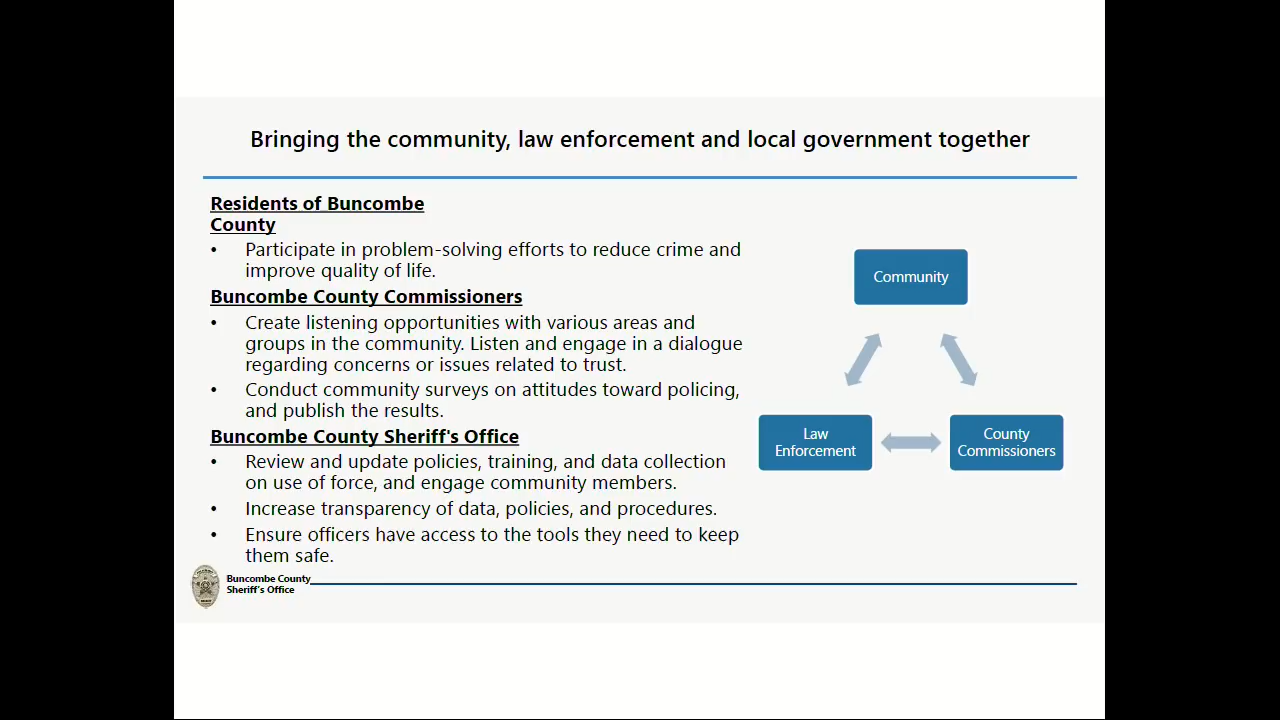 Bringing the community, law enforcement and local government together
Residents of Buncombe
County
• Participate in problem-solving efforts to reduce crime and
improve quality of life.
Buncombe County Commissioners
• Create listening opportunities with various areas and
groups in the community. Listen and engage in a dialogue
regarding concerns or issues related to trust.
• Conduct community surveys on attitudes toward policing,
and publish the results.
Buncombe County Sheriff's Office
• Review and update policies, training, and data collection
on use of force, and engage community members.
• Increase transparency of data, policies, and procedures.
• Ensure officers have access to the tools they need to keep
them safe.
Community
Law
Enforcement
County
Commissioners
Buncombe County
Sheriff's Office